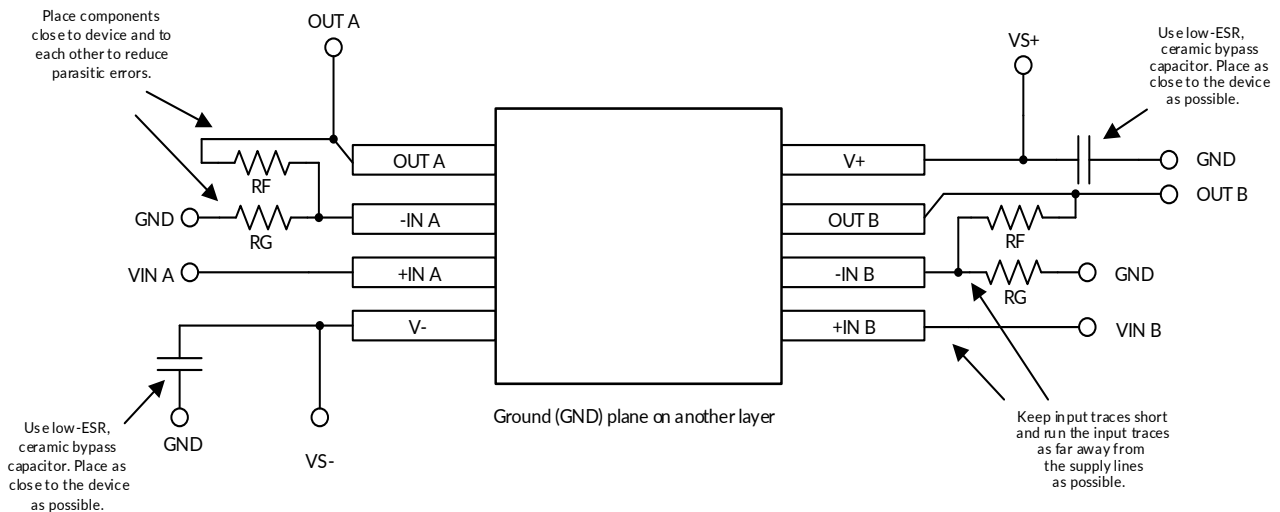 Place components
close to device and to
each other to reduce
parasitic errors.
OUT A
VS+
Use low-ESR,
ceramic bypass
capacitor. Place as
close to the device
as possible.
OUT A
V+
GND
RF
OUT B
OUT B
GND
-IN A
RF
RG
VIN A
+IN A
-IN B
GND
RG
V-
+IN B
VIN B
Ground (GND) plane on another layer
Use low-ESR,
ceramic bypass
capacitor. Place as
close to the device
as possible.
GND
VS-
Keep input traces short
and run the input traces
as far away from
the supply lines
as possible.